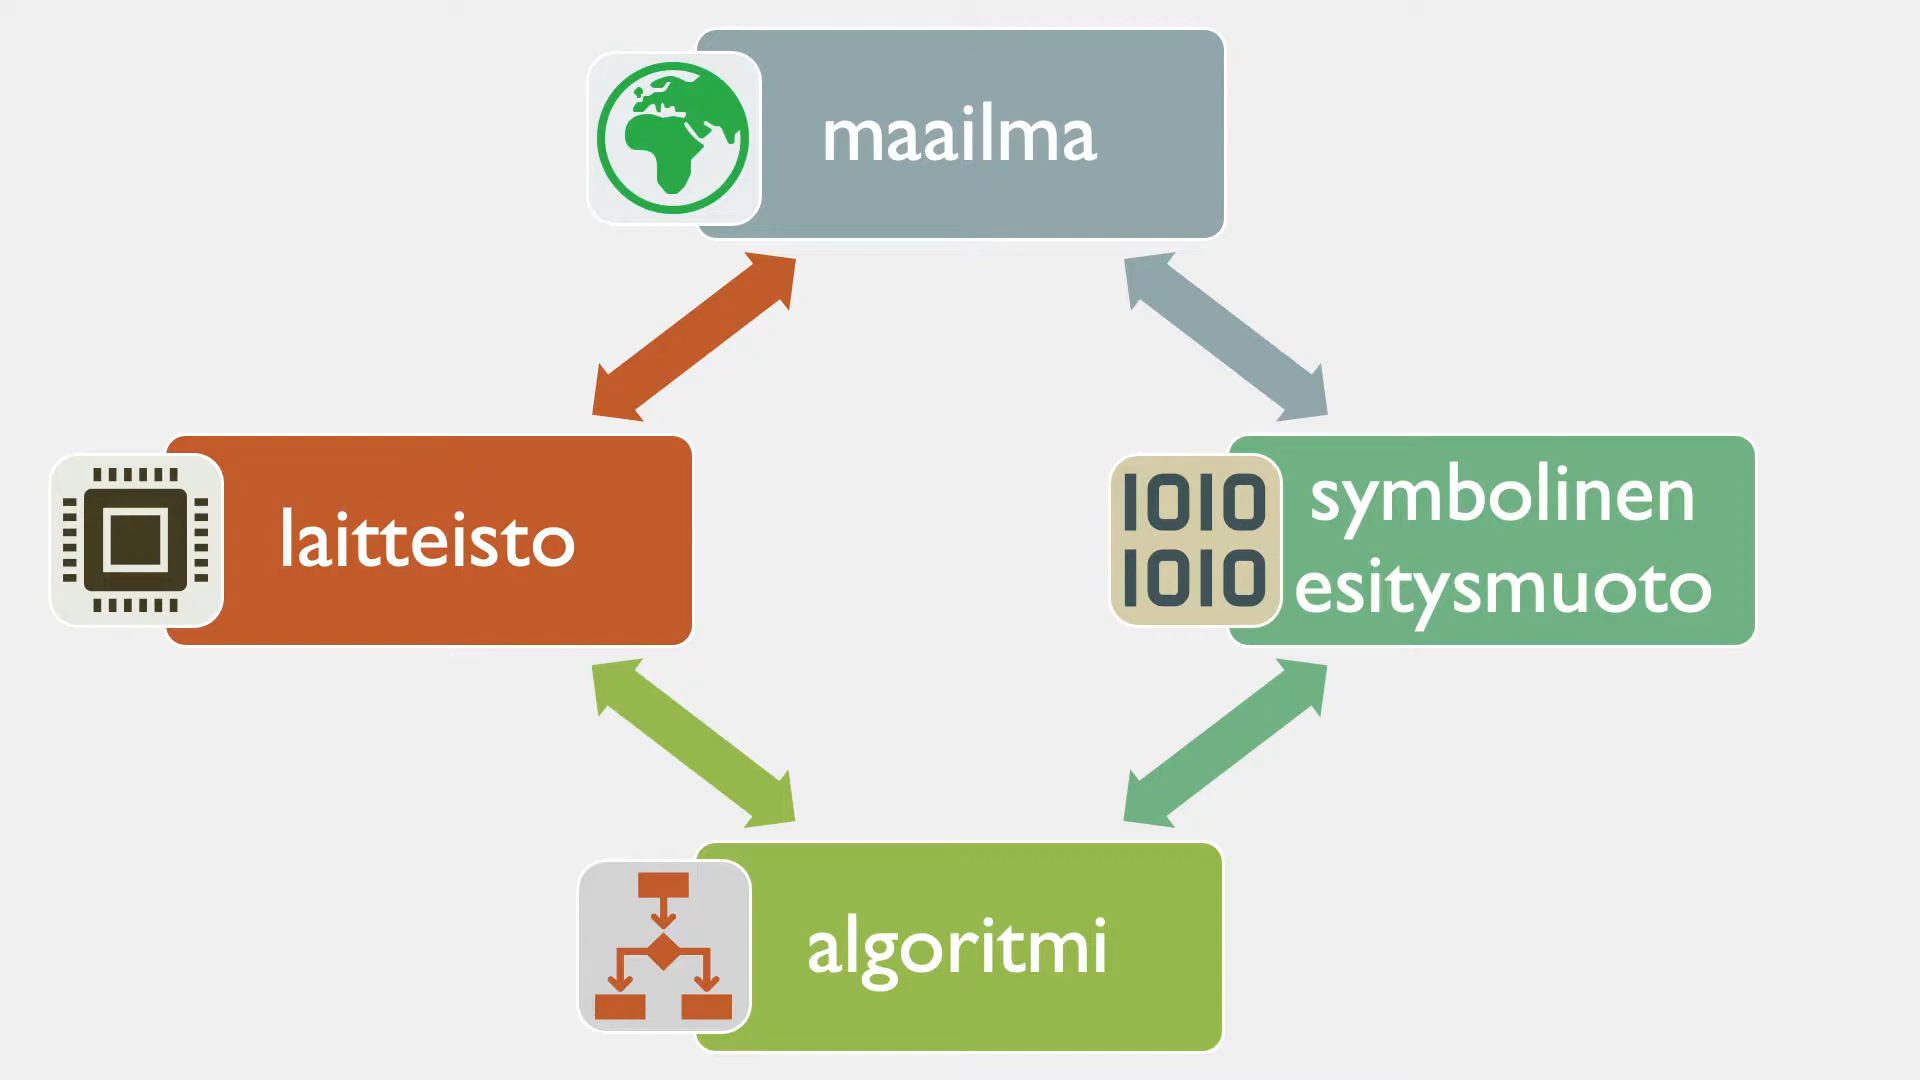 maailma
laitteisto
1010
1010
symbolinen
esitysmuoto
algoritmi